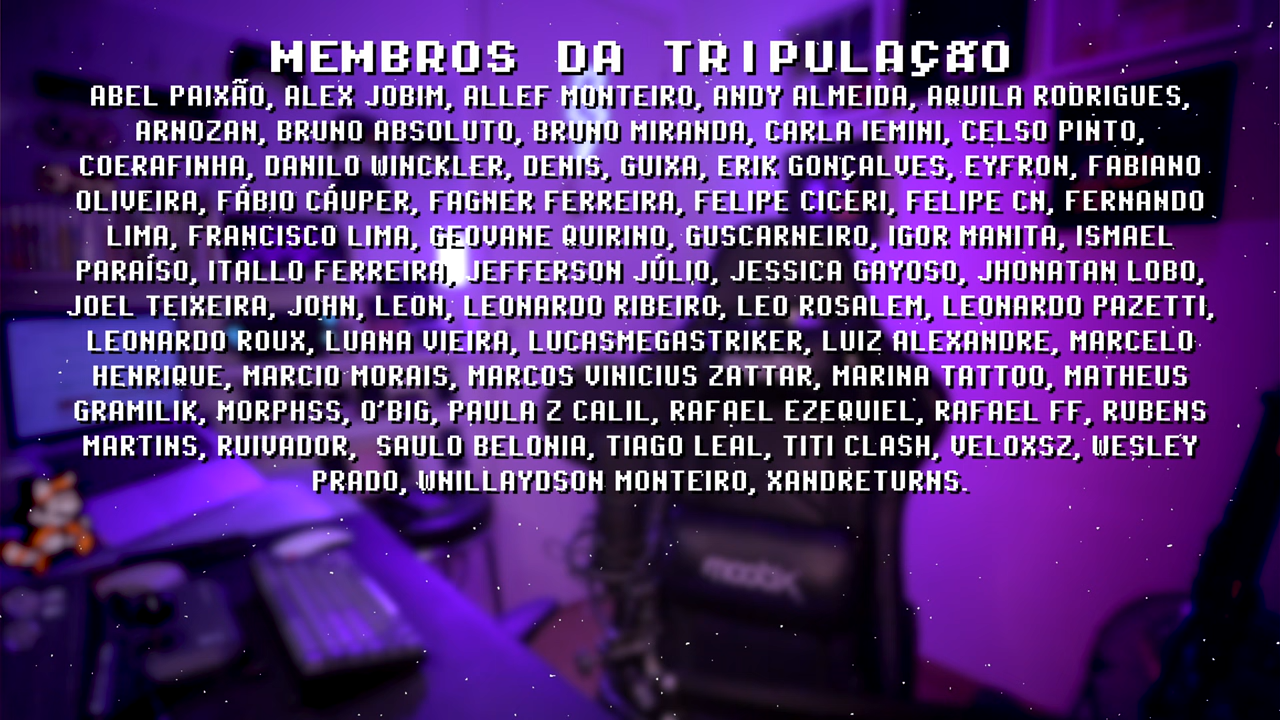 MEMBROS DA TRIPULAÇÃO
ABEL PAIXÃO, ALEX JOBIM, ALLEF MONTEIRO, ANDY ALMEIDA, AQUILA RODRIGUES,
ARNOZAN, BRUNO ABSOLUTO, BRUNO MIRANDA, CARLA IEMINI, CELSO PINTO,
COERAFINHA, DANILO WINCKLER, DENIS, GUIXA, ERIK GONÇALVES, EYFRON, FABIANO
OLIVEIRA, FÁBIO CÁUPER, FAGNER FERREIRA, FELIPE CICERI, FELIPE CN, FERNANDO
LIMA, FRANCISCO LIMA, GEOVANE QUIRINO, GUSCARNEIRO, IGOR MANITA, ISMAEL
PARAÍSO, ITALLO FERREIRA, JEFFERSON JÚLIO, JESSICA GAYOSO, JHONATAN LOBO,
JOEL TEIXEIRA, JOHN, LEON, LEONARDO RIBEIRO, LEO ROSALEM, LEONARDO PAZETTI,
LEONARDO ROUX, LUANA VIEIRA, LUCASMEGASTRIKER, LUIZ ALEXANDRE, MARCELO
HENRIQUE, MARCIO MORAIS, MARCOS VINICIUS ZATTAR, MARINA TATTOO, MATHEUS
GRAMILIK, MORPHSS, O'BIG, PAULA Z CALIL, RAFAEL EZEQUIEL, RAFAEL FF, RUBENS
MARTINS, RUIVADOR, SAULO BELONIA, TIAGO LEAL, TITI CLASH, VELOXSZ, WESLEY
PRADO, WNILLAYDSON MONTEIRO, XANDRETURNS.